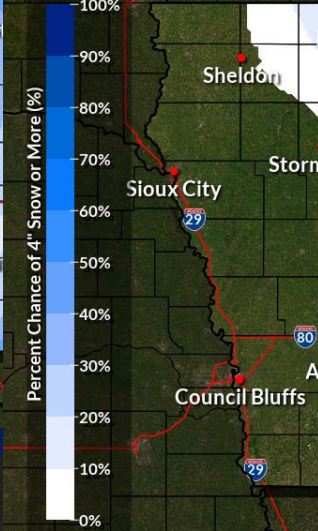 100%
90%
80%
70%
60%
50%
40%
30%
20%
10%
0%
Percent Chance of 4" Snow or More (%)
Sheldon
Storm
Sioux City
29
80
A
Council Bluffs
29